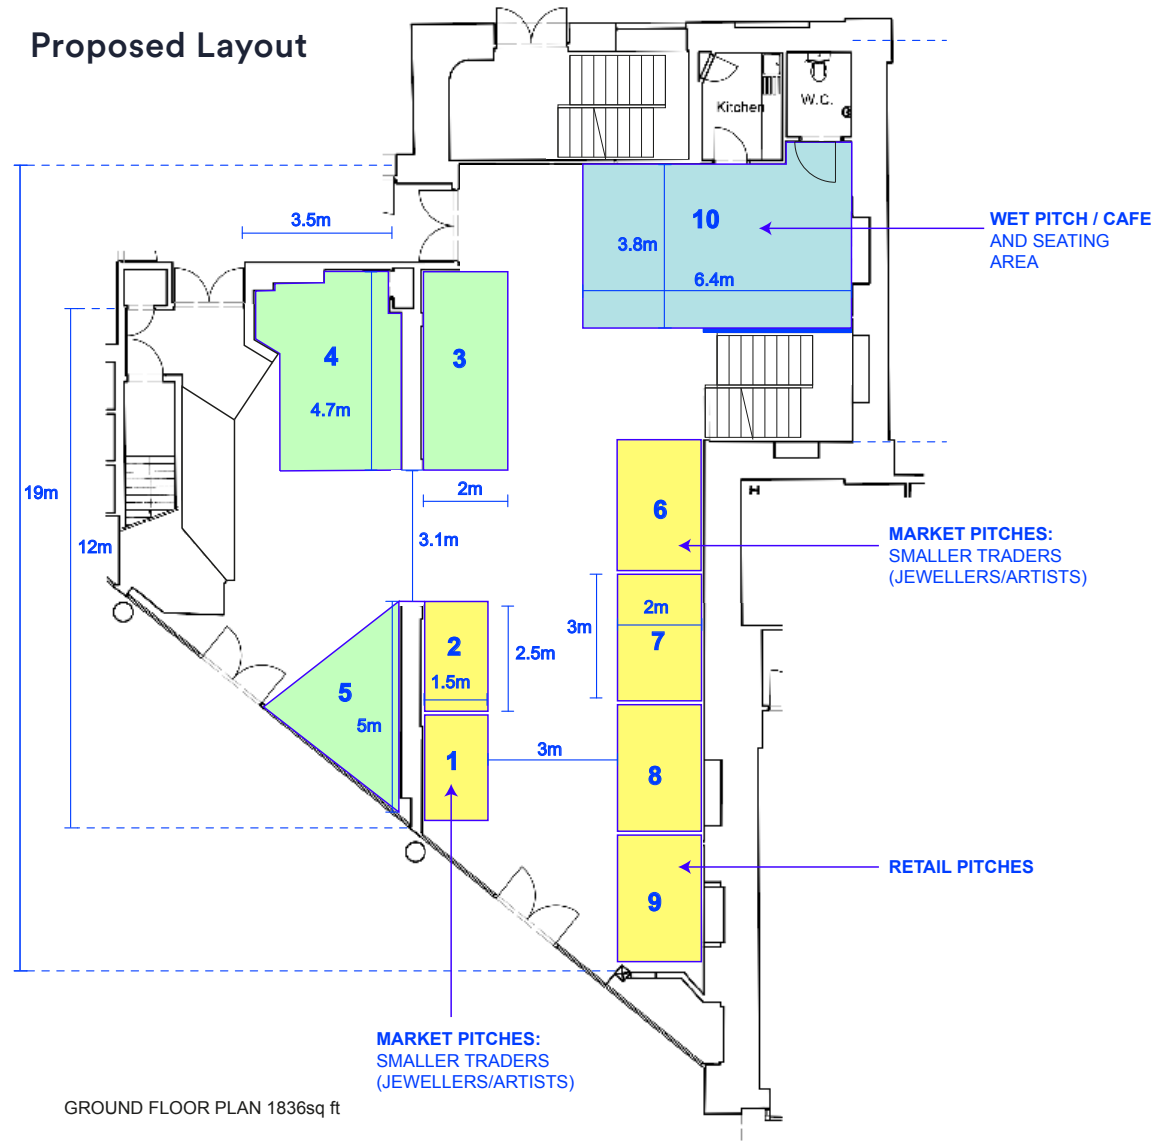 Proposed Layout
Kitchen
W.C.
3.5m
10
3.8m
6.4m
WET PITCH / CAFE
AND SEATING
AREA
4
3
4.7m
2m
19m
12m
3.1m
6
H
MARKET PITCHES:
SMALLER TRADERS
(JEWELLERS/ARTISTS)
2m
3m
7
2
2.5m
1.5m
5
5m
1
3m
8
9
RETAIL PITCHES
MARKET PITCHES:
SMALLER TRADERS
(JEWELLERS/ARTISTS)
GROUND FLOOR PLAN 1836sq ft